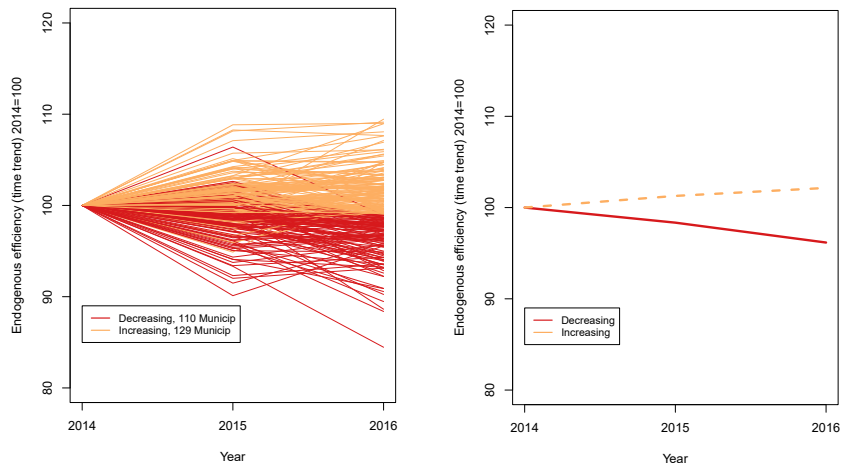 Endogenous efficiency (time trend) 2014=100
120
110
100
90
80
Decreasing, 110 Municip
Increasing, 129 Municip
2014
2015
2016
Year
Endogenous efficiency (time trend) 2014=100
120
110
100
90
80
Decreasing
Increasing
2014
2015
2016
Year